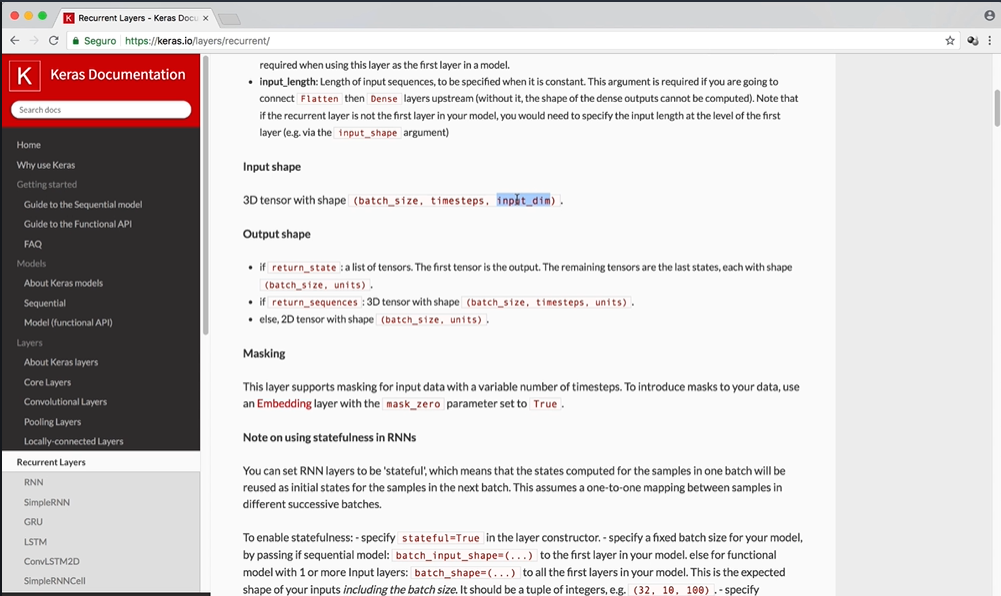 Recurrent Layers - Keras Docu
Seguro https://keras.io/layers/recurrent/
K Keras Documentation
Search docs
Home
Why use Keras
Getting started
Guide to the Sequential model
Guide to the Functional API
FAQ
Models
About Keras models
Sequential
Model (functional API)
Layers
About Keras layers
Core Layers
Convolutional Layers
Pooling Layers
Locally-connected Layers
Recurrent Layers
RNN
SimpleRNN
GRU
LSTM
ConvLSTM2D
SimpleRNNCell
required when using this layer as the first layer in a model.
• input_length: Length of input sequences, to be specified when it is constant. This argument is required if you are going to
connect Flatten then Dense layers upstream (without it, the shape of the dense outputs cannot be computed). Note that
if the recurrent layer is not the first layer in your model, you would need to specify the input length at the level of the first
layer (e.g. via the input_shape argument)
Input shape
3D tensor with shape (batch_size, timesteps, input_dim) .
Output shape
• if return_state : a list of tensors. The first tensor is the output. The remaining tensors are the last states, each with shape
(batch_size, units) .
• if return_sequences : 3D tensor with shape (batch_size, timesteps, units) .
• else, 2D tensor with shape (batch_size, units) .
Masking
This layer supports masking for input data with a variable number of timesteps. To introduce masks to your data, use
an Embedding layer with the mask_zero parameter set to True .
Note on using statefulness in RNNs
You can set RNN layers to be 'stateful', which means that the states computed for the samples in one batch will be
reused as initial states for the samples in the next batch. This assumes a one-to-one mapping between samples in
different successive batches.
To enable statefulness: - specify stateful=True in the layer constructor. - specify a fixed batch size for your model,
by passing if sequential model: batch_input_shape=(...) to the first layer in your model. else for functional
model with 1 or more Input layers: batch_shape=(...) to all the first layers in your model. This is the expected
shape of your inputs including the batch size. It should be a tuple of integers, e.g. (32, 10, 100) . - specify